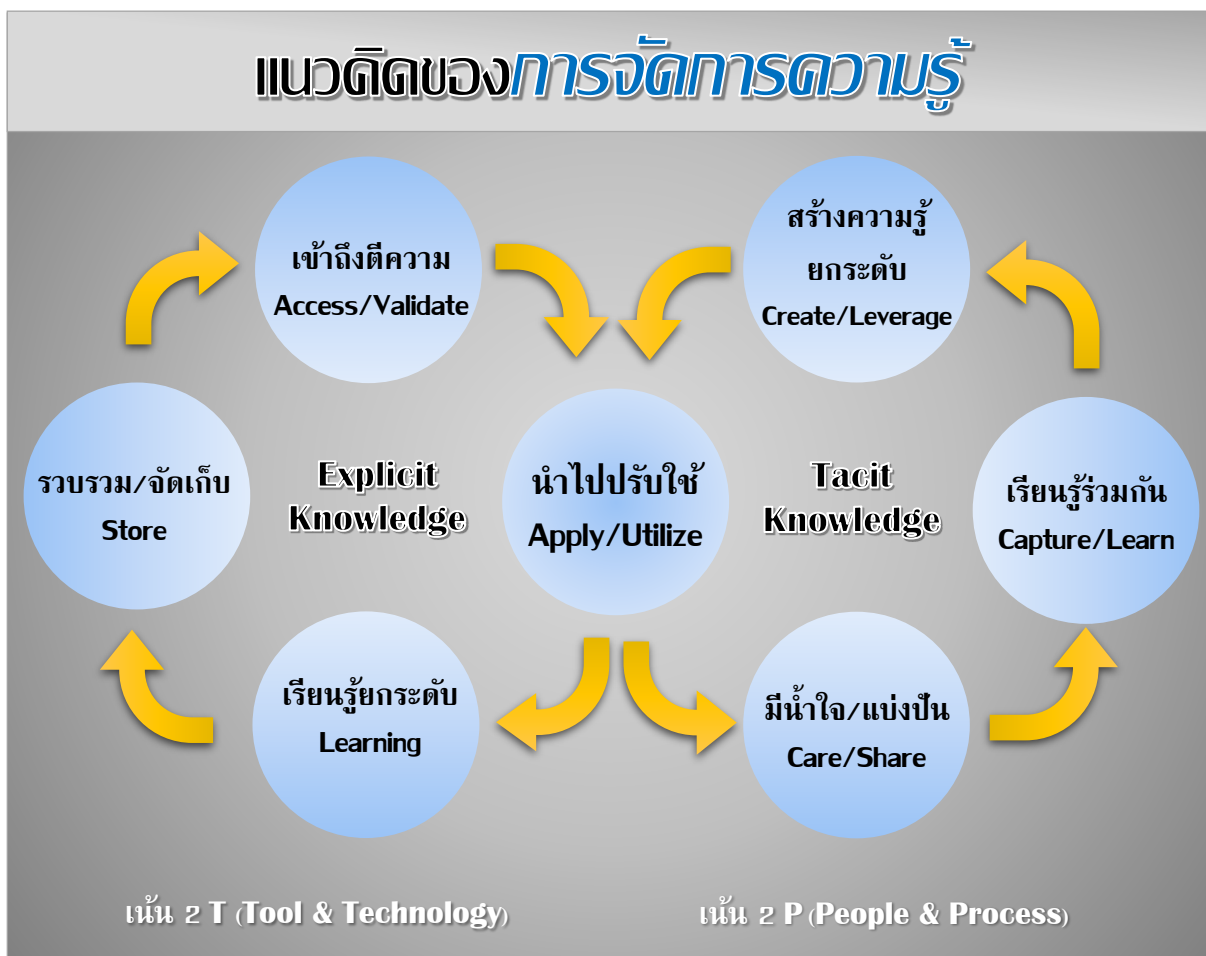 แนวคิดของการจัดการความรู้
เข้าถึงตีความ
Access/Validate
สร้างความรู้
ยกระดับ
Create/Leverage
รวบรวม/จัดเก็บ
Store
Explicit
Knowledge
นำไปปรับใช้
Apply/Utilize
Tacit
Knowledge
เรียนรู้ร่วมกัน
Capture/Learn
เรียนรู้ยกระดับ
Learning
มีน้ำใจ/แบ่งปัน
Care/Share
เน้น 2 T (Tool & Technology)
เน้น 2 P (People & Process)